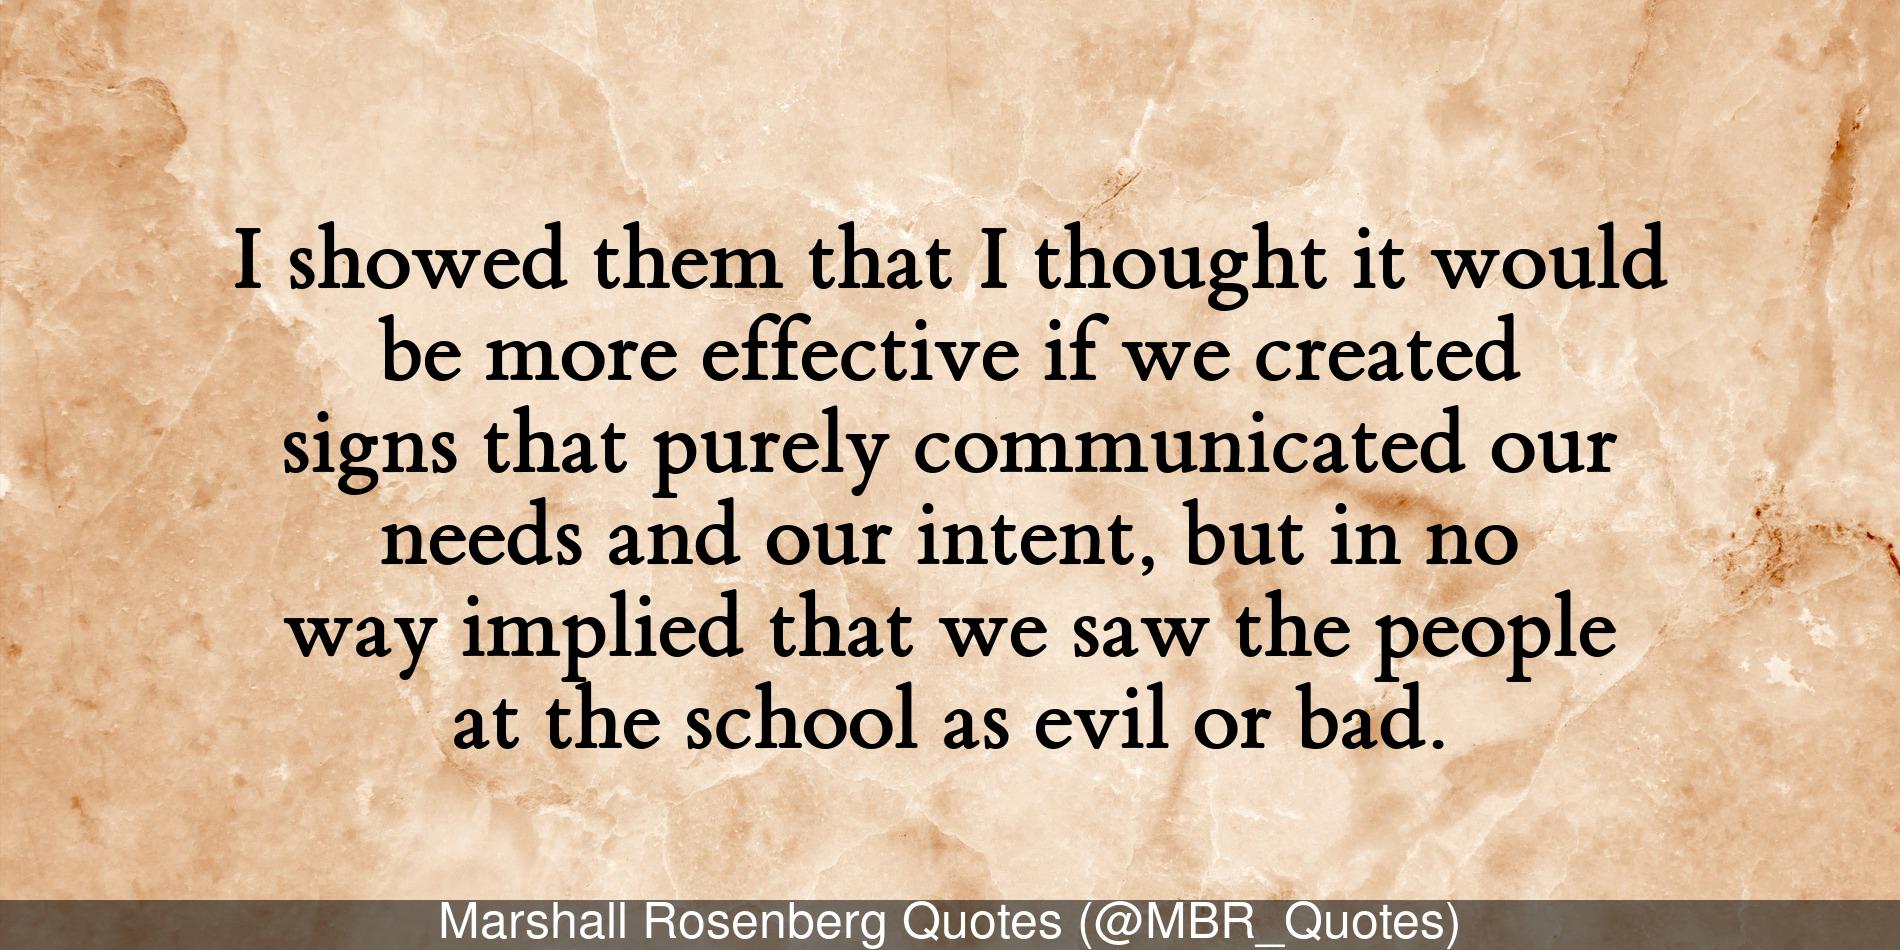 I showed them that I thought it would
be more effective if we created
signs that purely communicated our
needs and our intent, but in no
way implied that we saw the people
at the school as evil or bad.
Marshall Rosenberg Quotes (@MBR_Quotes)